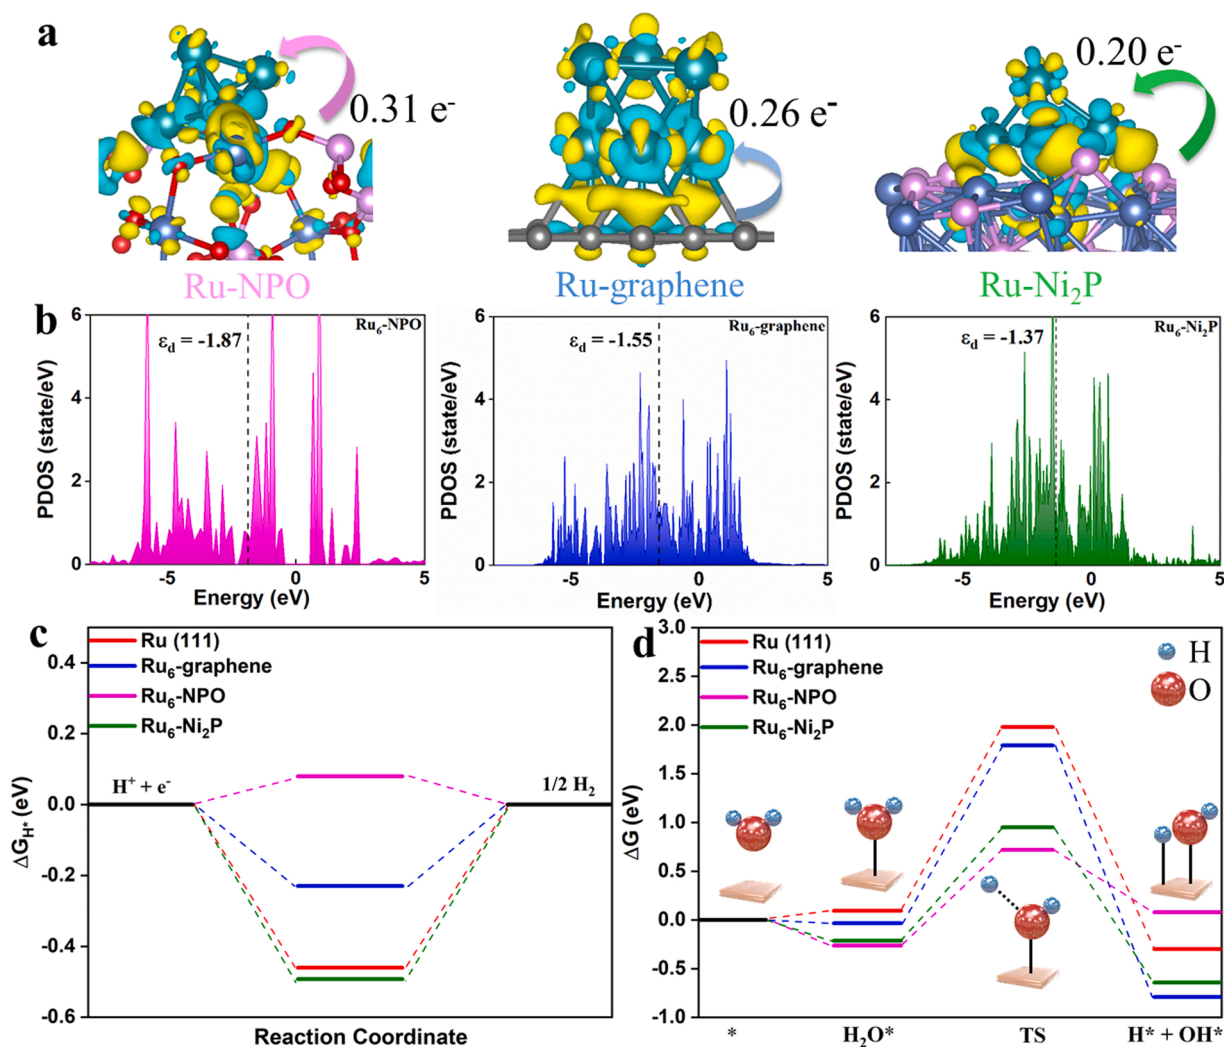 a
0.31 e⁻
0.26 e⁻
0.20 e⁻
Ru-NPO
Ru-graphene
Ru-Ni₂P
b
6
4
2
0
PDOS (state/eV)
εd = -1.87
Ru₆-NPO
-5
0
5
Energy (eV)
6
4
2
0
PDOS (state/eV)
εd = -1.55
Ru₆-graphene
-5
0
5
Energy (eV)
6
4
2
0
PDOS (state/eV)
εd = -1.37
Ru₆-Ni₂P
-5
0
5
Energy (eV)
c
0.4
0.2
0.0
-0.2
-0.4
-0.6
ΔG_H* (eV)
Ru (111)
Ru₆-graphene
Ru₆-NPO
Ru₆-Ni₂P
H⁺ + e⁻
1/2 H₂
Reaction Coordinate
d
3.0
2.5
2.0
1.5
1.0
0.5
0.0
-0.5
-1.0
ΔG (eV)
Ru (111)
Ru₆-graphene
Ru₆-NPO
Ru₆-Ni₂P
H
O
*
H₂O*
TS
H* + OH*